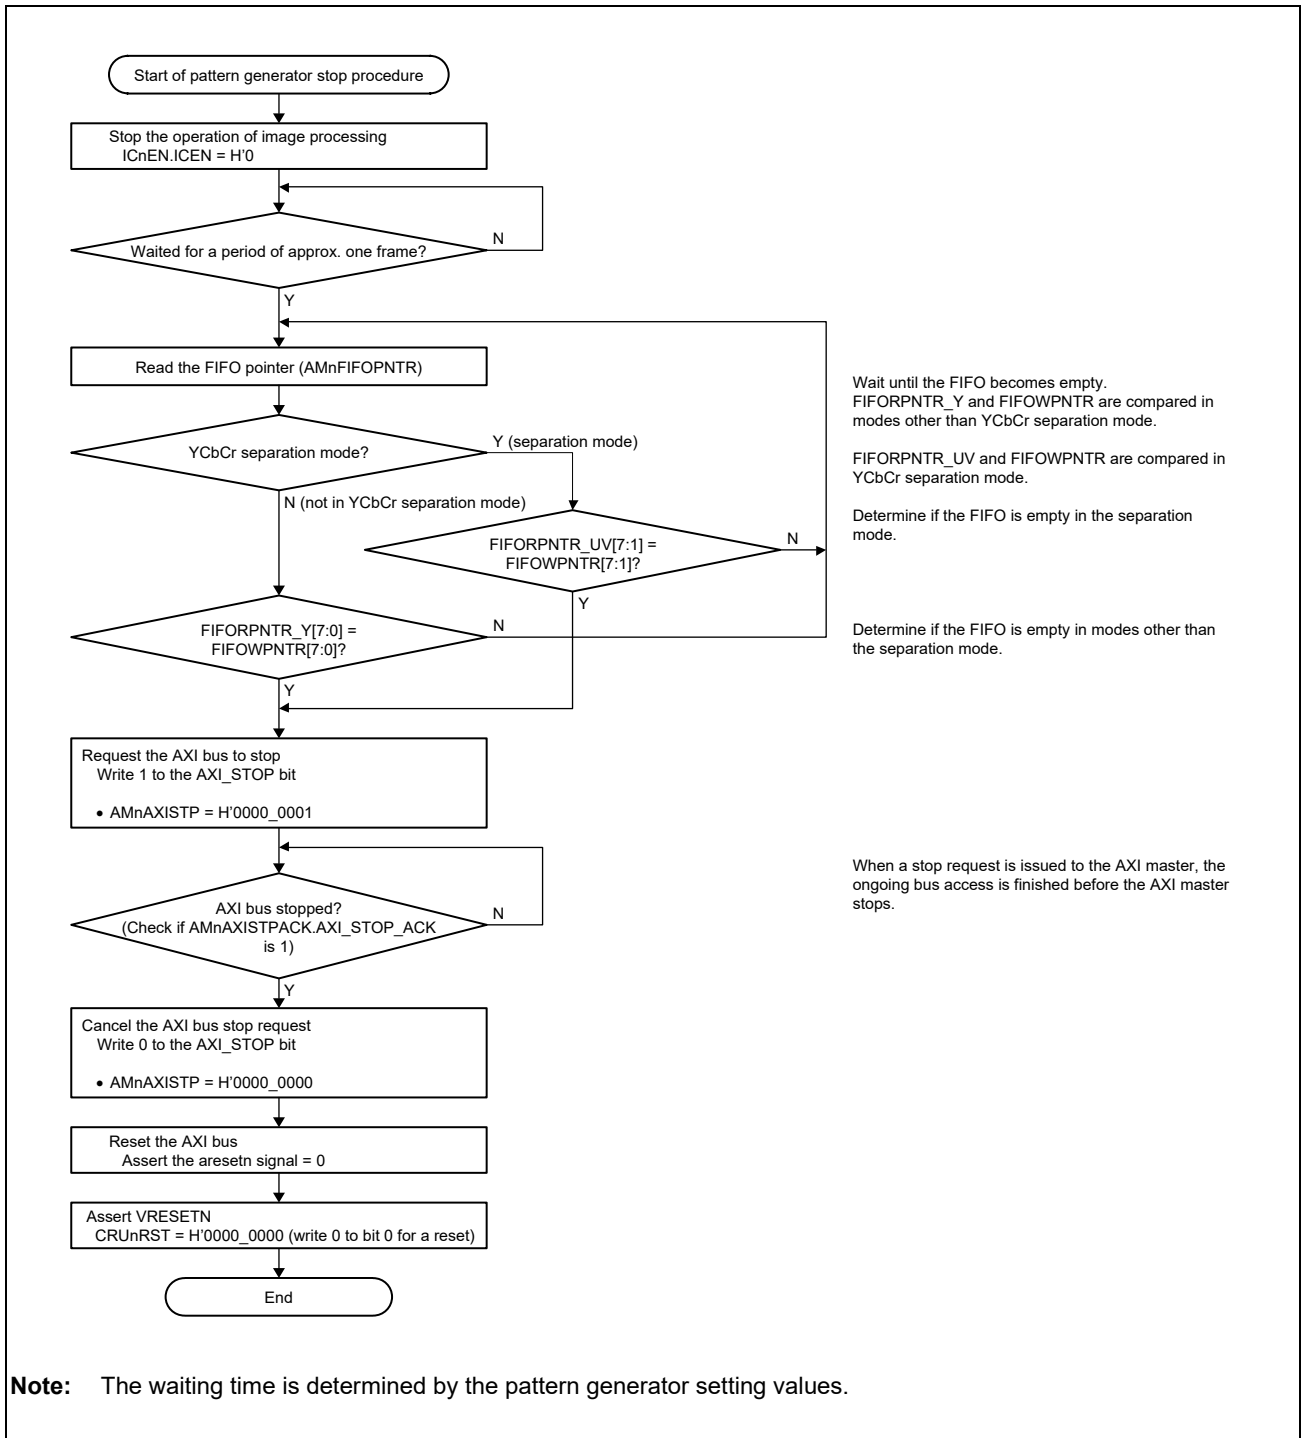 Start of pattern generator stop procedure
Stop the operation of image processing
ICnEN.ICEN = H'0
Waited for a period of approx. one frame?
N
Y
Read the FIFO pointer (AMnFIFOPNTR)
Wait until the FIFO becomes empty.
FIFORPNTR_Y and FIFOWPNTR are compared in
modes other than YCbCr separation mode.
FIFORPNTR_UV and FIFOWPNTR are compared in
YCbCr separation mode.
Determine if the FIFO is empty in the separation
mode.
YCbCr separation mode?
Y (separation mode)
N (not in YCbCr separation mode)
FIFORPNTR_UV[7:1] =
FIFOWPNTR[7:1]?
N
Y
FIFORPNTR_Y[7:0] =
FIFOWPNTR[7:0]?
N
Y
Determine if the FIFO is empty in modes other than
the separation mode.
Request the AXI bus to stop
Write 1 to the AXI_STOP bit
• AMnAXISTP = H'0000_0001
AXI bus stopped?
(Check if AMnAXISTPACK.AXI_STOP_ACK
is 1)
N
Y
When a stop request is issued to the AXI master, the
ongoing bus access is finished before the AXI master
stops.
Cancel the AXI bus stop request
Write 0 to the AXI_STOP bit
• AMnAXISTP = H'0000_0000
Reset the AXI bus
Assert the aresetn signal = 0
Assert VRESETN
CRUnRST = H'0000_0000 (write 0 to bit 0 for a reset)
End
Note: The waiting time is determined by the pattern generator setting values.